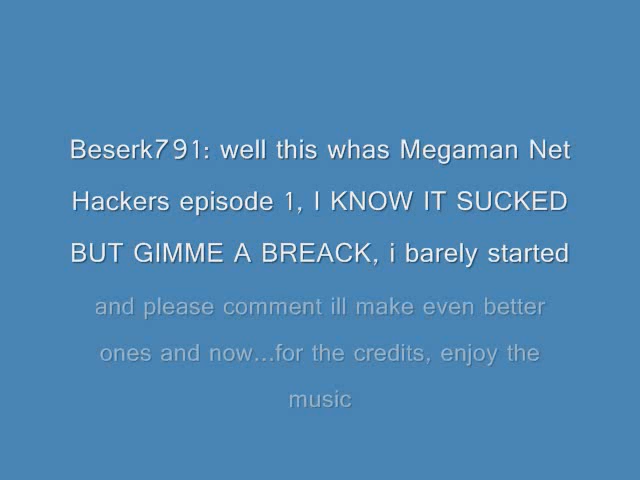 Beserk791: well this whas Megaman Net
Hackers episode 1, I KNOW IT SUCKED
BUT GIMME A BREACK, i barely started
and please comment ill make even better
ones and now...for the credits, enjoy the
music